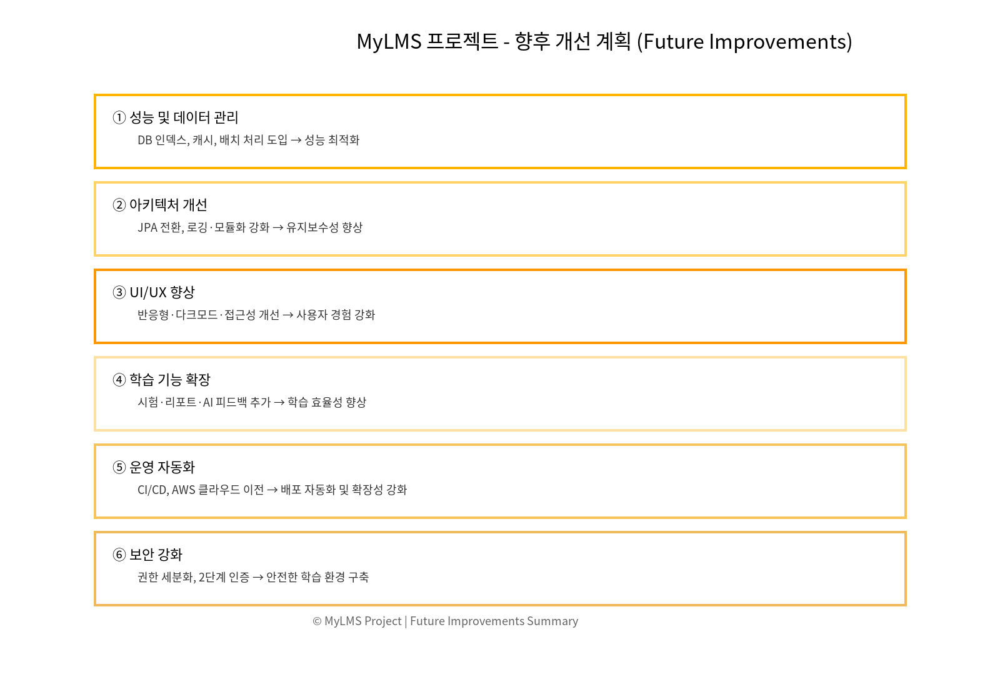 MyLMS 프로젝트 - 향후 개선 계획 (Future Improvements)
① 성능 및 데이터 관리
DB 인덱스, 캐시, 배치 처리 도입 → 성능 최적화
② 아키텍처 개선
JPA 전환, 로깅·모듈화 강화 → 유지보수성 향상
③ UI/UX 향상
반응형·다크모드·접근성 개선 → 사용자 경험 강화
④ 학습 기능 확장
시험·리포트·AI 피드백 추가 → 학습 효율성 향상
⑤ 운영 자동화
CI/CD, AWS 클라우드 이전 → 배포 자동화 및 확장성 강화
⑥ 보안 강화
권한 세분화, 2단계 인증 → 안전한 학습 환경 구축
© MyLMS Project | Future Improvements Summary